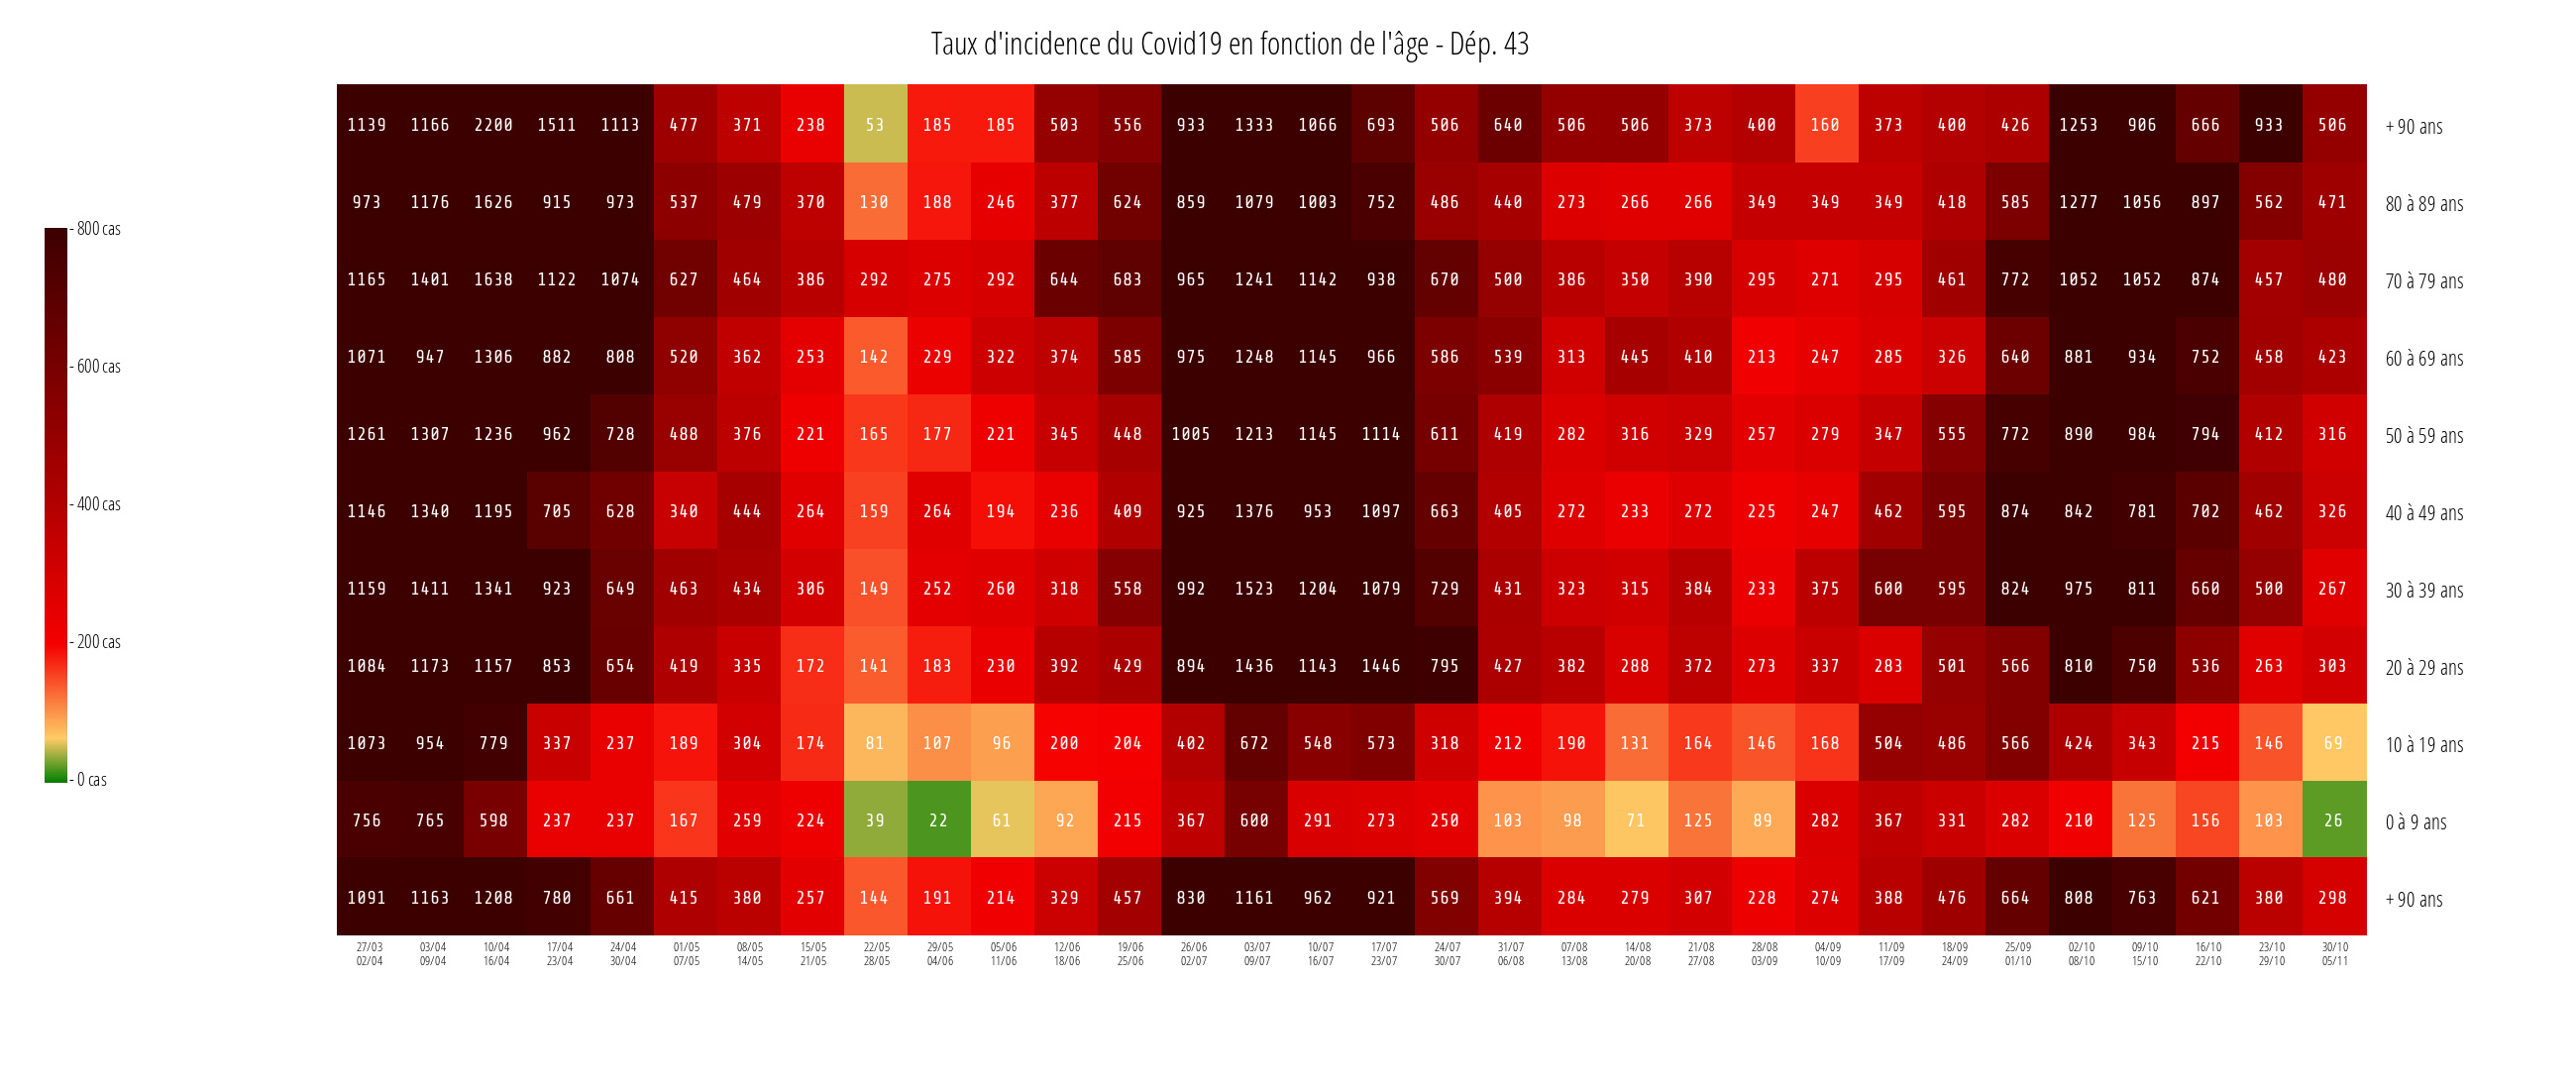 Taux d'incidence du Covid19 en fonction de l'âge - Dép. 43
1139 1166 2200 1511 1113 477 371 238 53 185 185 503 556 933 1333 1066 693 506 640 506 506 373 400 160 373 400 426 1253 906 666 933 506 + 90 ans
973 1176 1626 915 973 537 479 370 130 188 246 377 624 859 1079 1003 752 486 440 273 266 266 349 349 349 418 585 1277 1056 897 562 471 80 à 89 ans
- 800 cas
1165 1401 1638 1122 1074 627 464 386 292 275 292 644 683 965 1241 1142 938 670 500 386 350 390 295 271 295 461 772 1052 1052 874 457 480 70 à 79 ans
1071 947 1306 882 808 520 362 253 142 229 322 374 585 975 1248 1145 966 586 539 313 445 410 213 247 285 326 640 881 934 752 458 423 60 à 69 ans
- 600 cas
1261 1307 1236 962 728 488 376 221 165 177 221 345 448 1005 1213 1145 1114 611 419 282 316 329 257 279 347 555 772 890 984 794 412 316 50 à 59 ans
- 400 cas
1146 1340 1195 705 628 340 444 264 159 264 194 236 409 925 1376 953 1097 663 405 272 233 272 225 247 462 595 874 842 781 702 462 326 40 à 49 ans
1159 1411 1341 923 649 463 434 306 149 252 260 318 558 992 1523 1204 1079 729 431 323 315 384 233 375 600 595 824 975 811 660 500 267 30 à 39 ans
- 200 cas
1084 1173 1157 853 654 419 335 172 141 183 230 392 429 894 1436 1143 1446 795 427 382 288 372 273 337 283 501 566 810 750 536 263 303 20 à 29 ans
1073 954 779 337 237 189 304 174 81 107 96 200 204 402 672 548 573 318 212 190 131 164 146 168 504 486 566 424 343 215 146 69 10 à 19 ans
- 0 cas
756 765 598 237 237 167 259 224 39 22 61 92 215 367 600 291 273 250 103 98 71 125 89 282 367 331 282 210 125 156 103 26 0 à 9 ans
1091 1163 1208 780 661 415 380 257 144 191 214 329 457 830 1161 962 921 569 394 284 279 307 228 274 388 476 664 808 763 621 380 298 + 90 ans
27/03 03/04 10/04 17/04 24/04 01/05 08/05 15/05 22/05 29/05 05/06 12/06 19/06 26/06 03/07 10/07 17/07 24/07 31/07 07/08 14/08 21/08 28/08 04/09 11/09 18/09 25/09 02/10 09/10 16/10 23/10 30/10
02/04 09/04 16/04 23/04 30/04 07/05 14/05 21/05 28/05 04/06 11/06 18/06 25/06 02/07 09/07 16/07 23/07 30/07 06/08 13/08 20/08 27/08 03/09 10/09 17/09 24/09 01/10 08/10 15/10 22/10 29/10 05/11